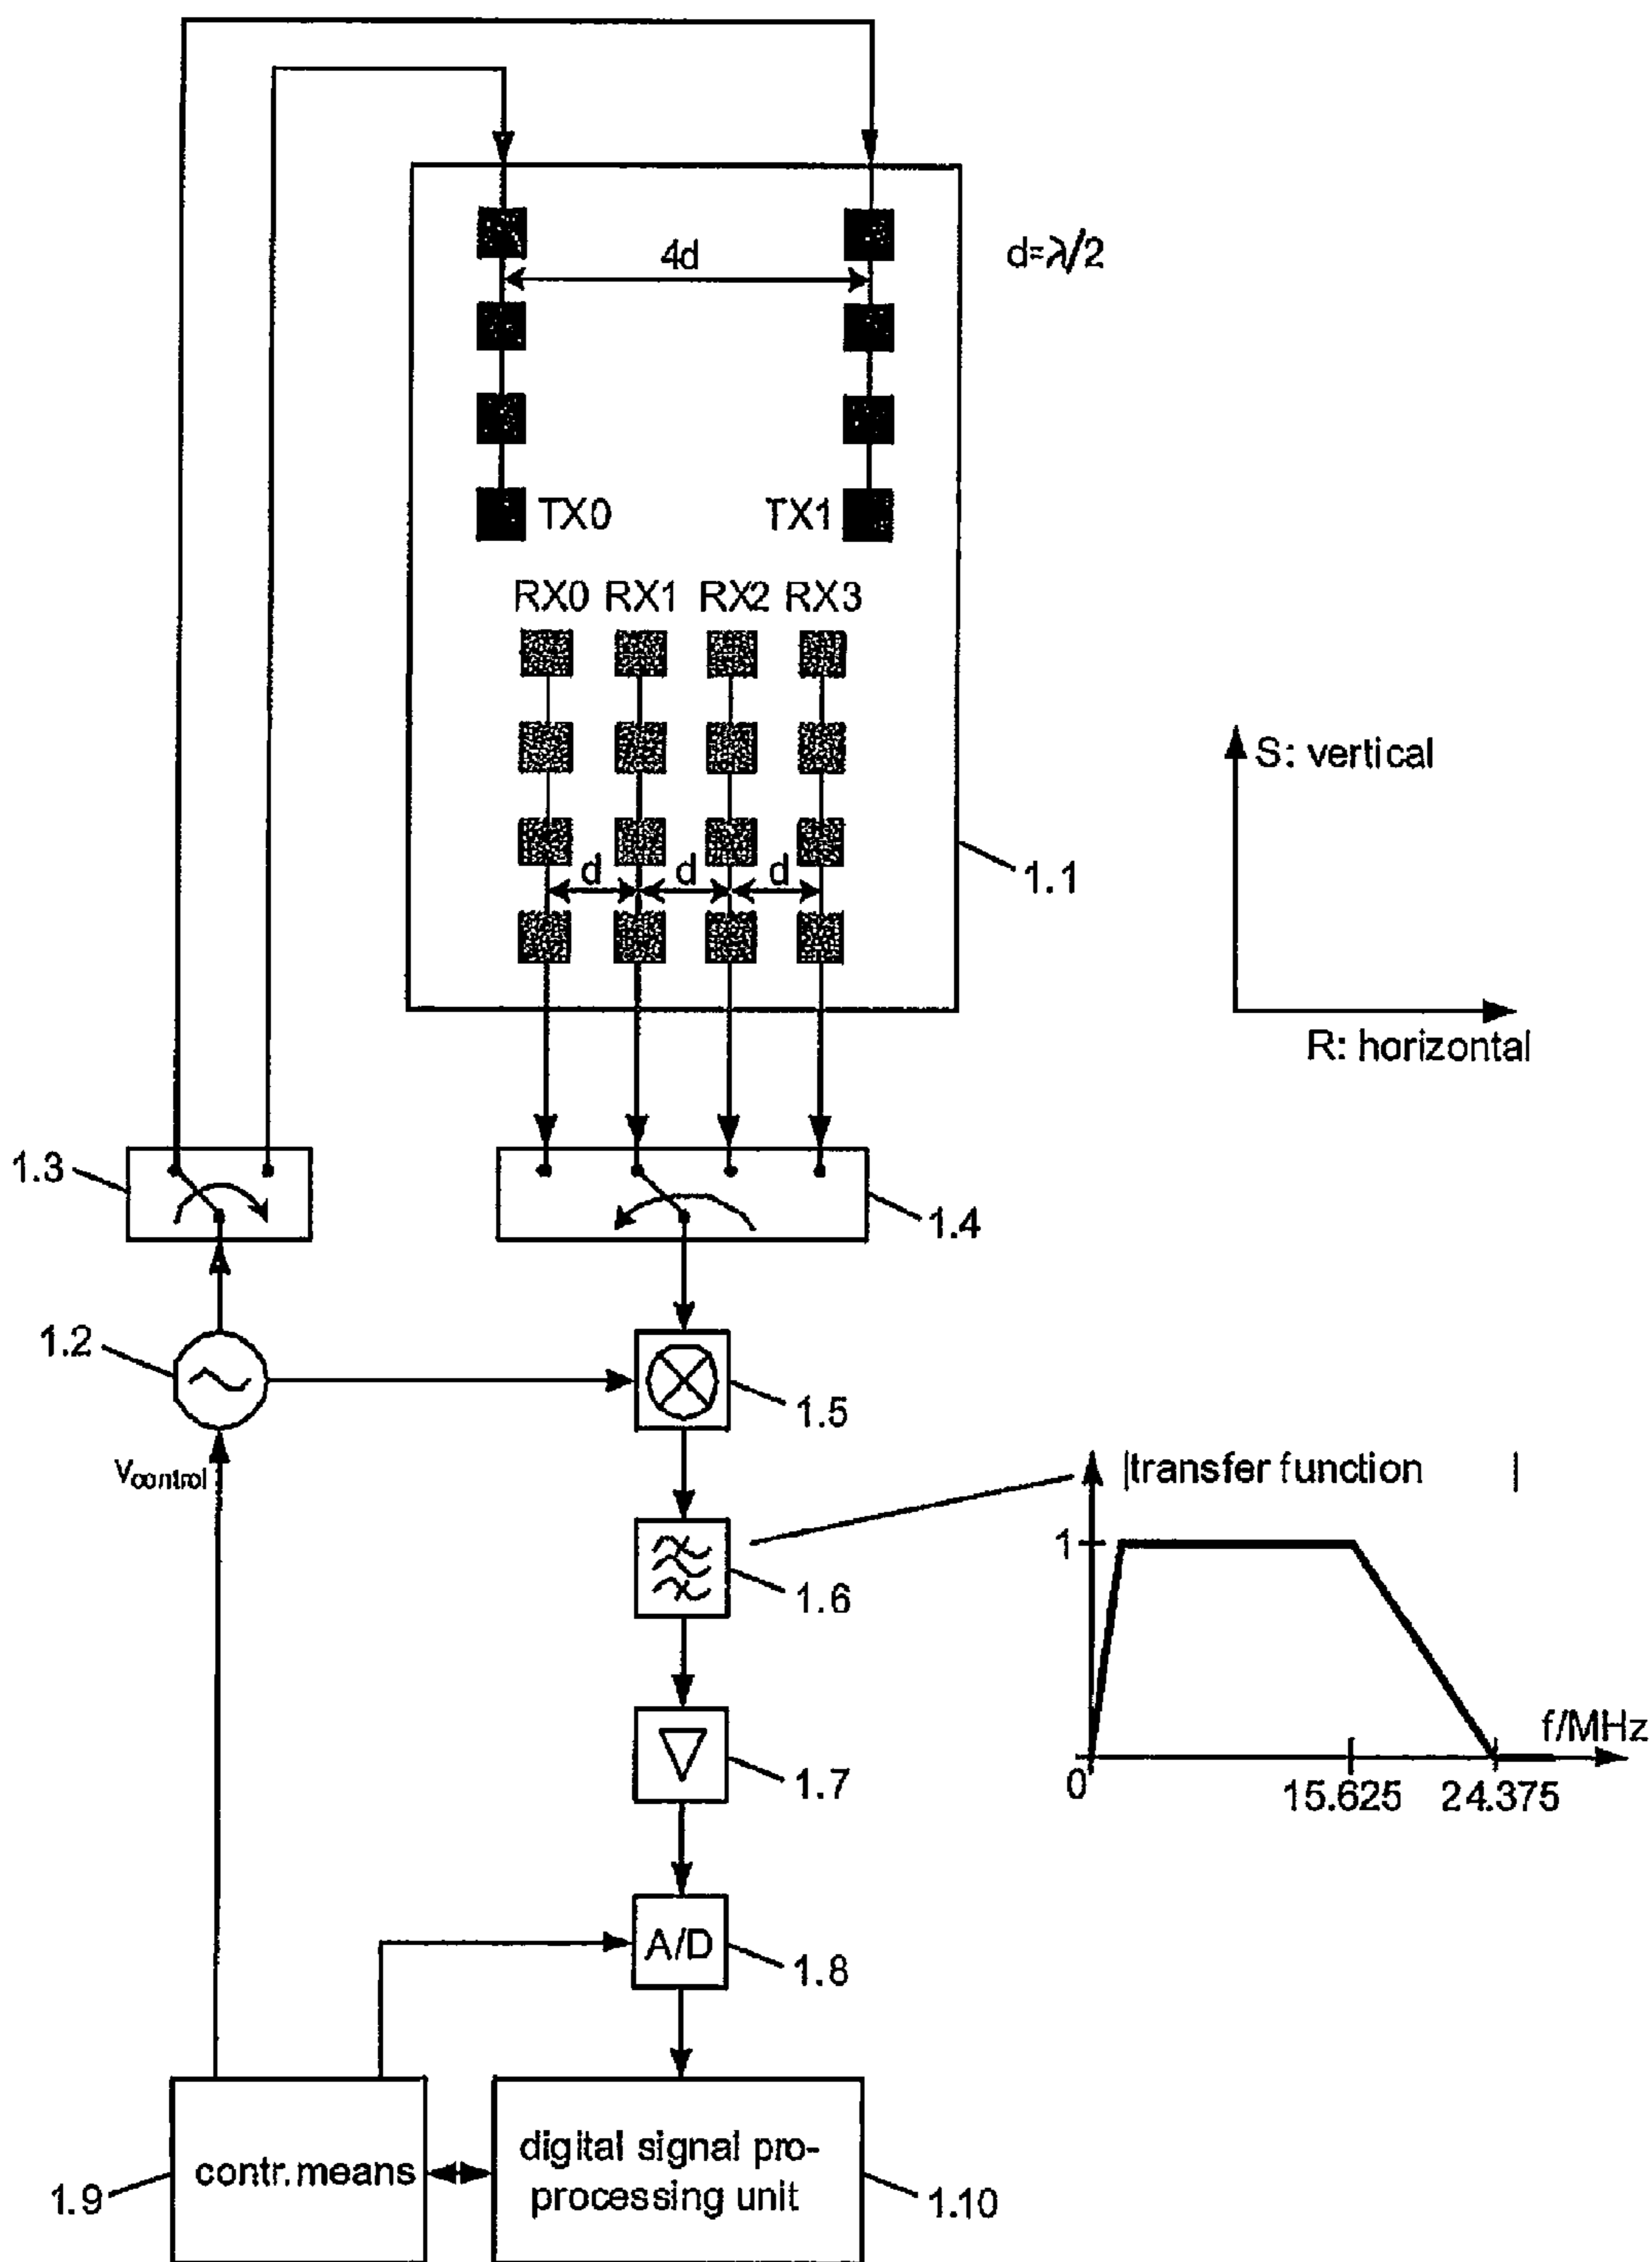 4d
d=λ/2
TX0 TX1
RX0 RX1 RX2 RX3
d d d
1.1
S: vertical
R: horizontal
1.3
1.4
1.2
1.5
Vcontrol
|transfer function |
1
1.6
f/MHz
0
15.625 24.375
1.7
A/D
1.8
contr.means
digital signal pro-
processing unit
1.9
1.10